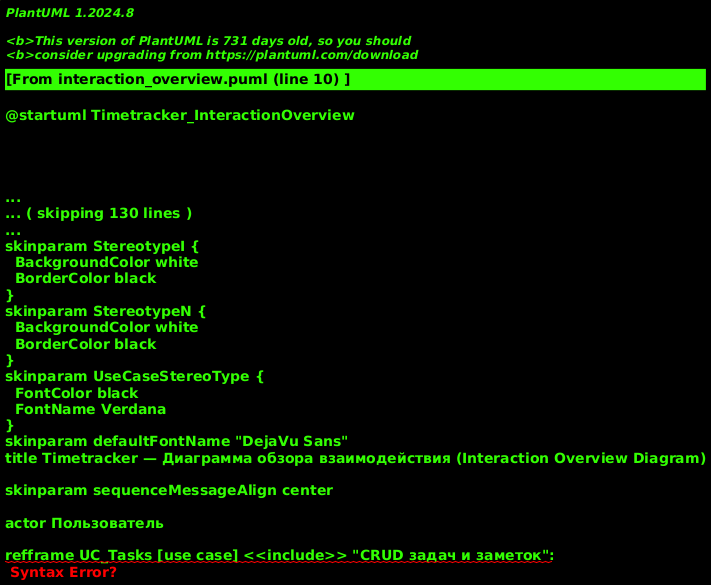 PlantUML 1.2024.8
<b>This version of PlantUML is 731 days old, so you should
<b>consider upgrading from https://plantuml.com/download
[From interaction_overview.puml (line 10) ]
@startuml Timetracker_InteractionOverview
...
... ( skipping 130 lines )
...
skinparam StereotypeI {
BackgroundColor white
BorderColor black
}
skinparam StereotypeN {
BackgroundColor white
BorderColor black
}
skinparam UseCaseStereoType {
FontColor black
FontName Verdana
}
skinparam defaultFontName "DejaVu Sans"
title Timetracker — Диаграмма обзора взаимодействия (Interaction Overview Diagram)
skinparam sequenceMessageAlign center
actor Пользователь
refframe UC_Tasks [use case] <<include>> "CRUD задач и заметок":
Syntax Error?